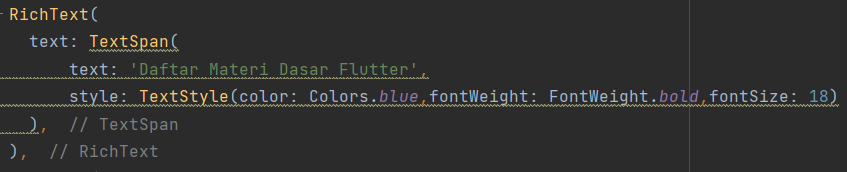 RichText(
text: TextSpan(
text: 'Daftar Materi Dasar Flutter',
style: TextStyle(color: Colors.blue,fontWeight: FontWeight.bold,fontSize: 18)
), // TextSpan
), // RichText